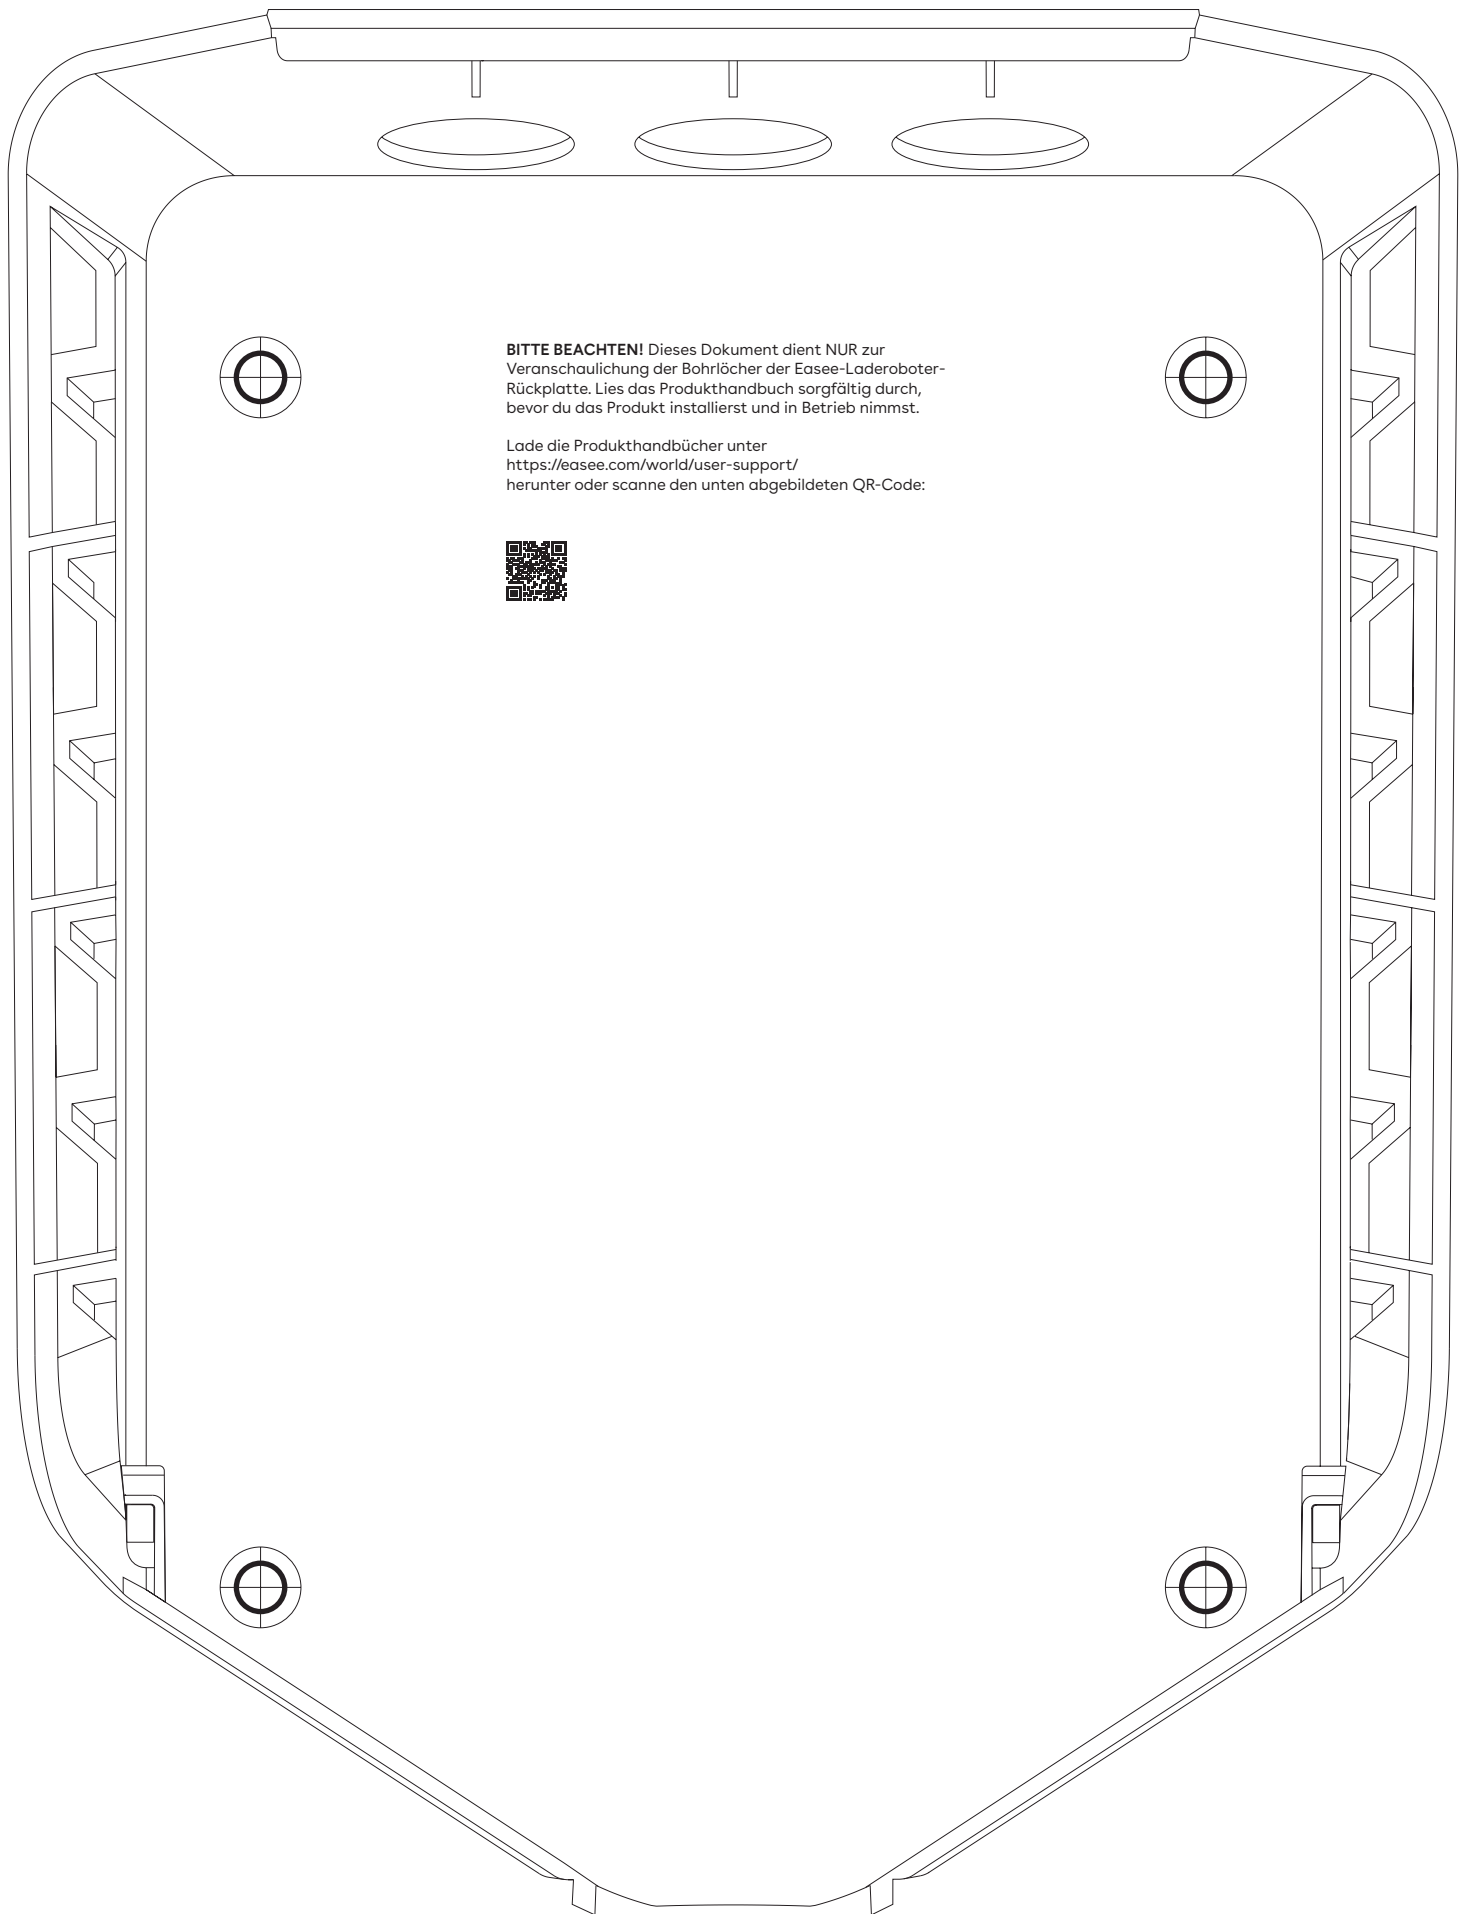 BITTE BEACHTEN! Dieses Dokument dient NUR zur
Veranschaulichung der Bohrlöcher der Easee-Laderoboter-
Rückplatte. Lies das Produkthandbuch sorgfältig durch,
bevor du das Produkt installierst und in Betrieb nimmst.
Lade die Produkthandbücher unter
https://easee.com/world/user-support/
herunter oder scanne den unten abgebildeten QR-Code: